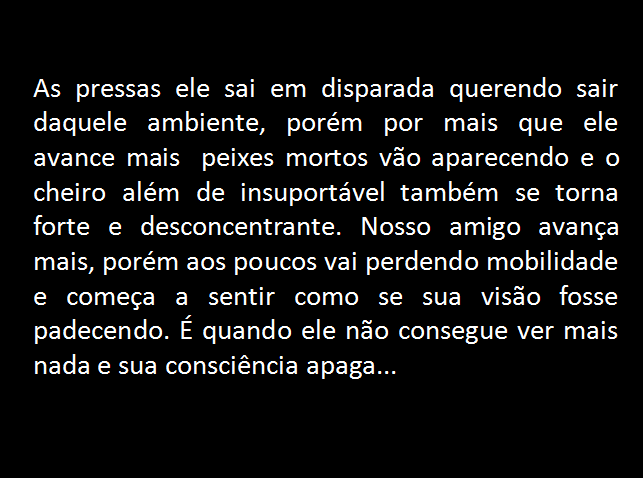 As pressas ele sai em disparada querendo sair
daquele ambiente, porém por mais que ele
avance mais peixes mortos vão aparecendo e o
cheiro além de insuportável também se torna
forte e desconcentrante. Nosso amigo avança
mais, porém aos poucos vai perdendo mobilidade
e começa a sentir como se sua visão fosse
padecendo. É quando ele não consegue ver mais
nada e sua consciência apaga...